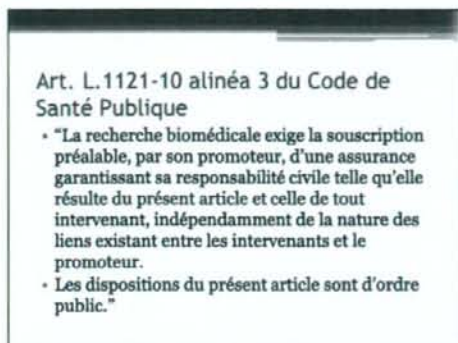 Art. L.1121-10 alinéa 3 du Code de
Santé Publique
• “La recherche biomédicale exige la souscription
préalable, par son promoteur, d’une assurance
garantissant sa responsabilité civile telle qu’elle
résulte du présent article et celle de tout
intervenant, indépendamment de la nature des
liens existant entre les intervenants et le
promoteur.
• Les dispositions du présent article sont d’ordre
public.”